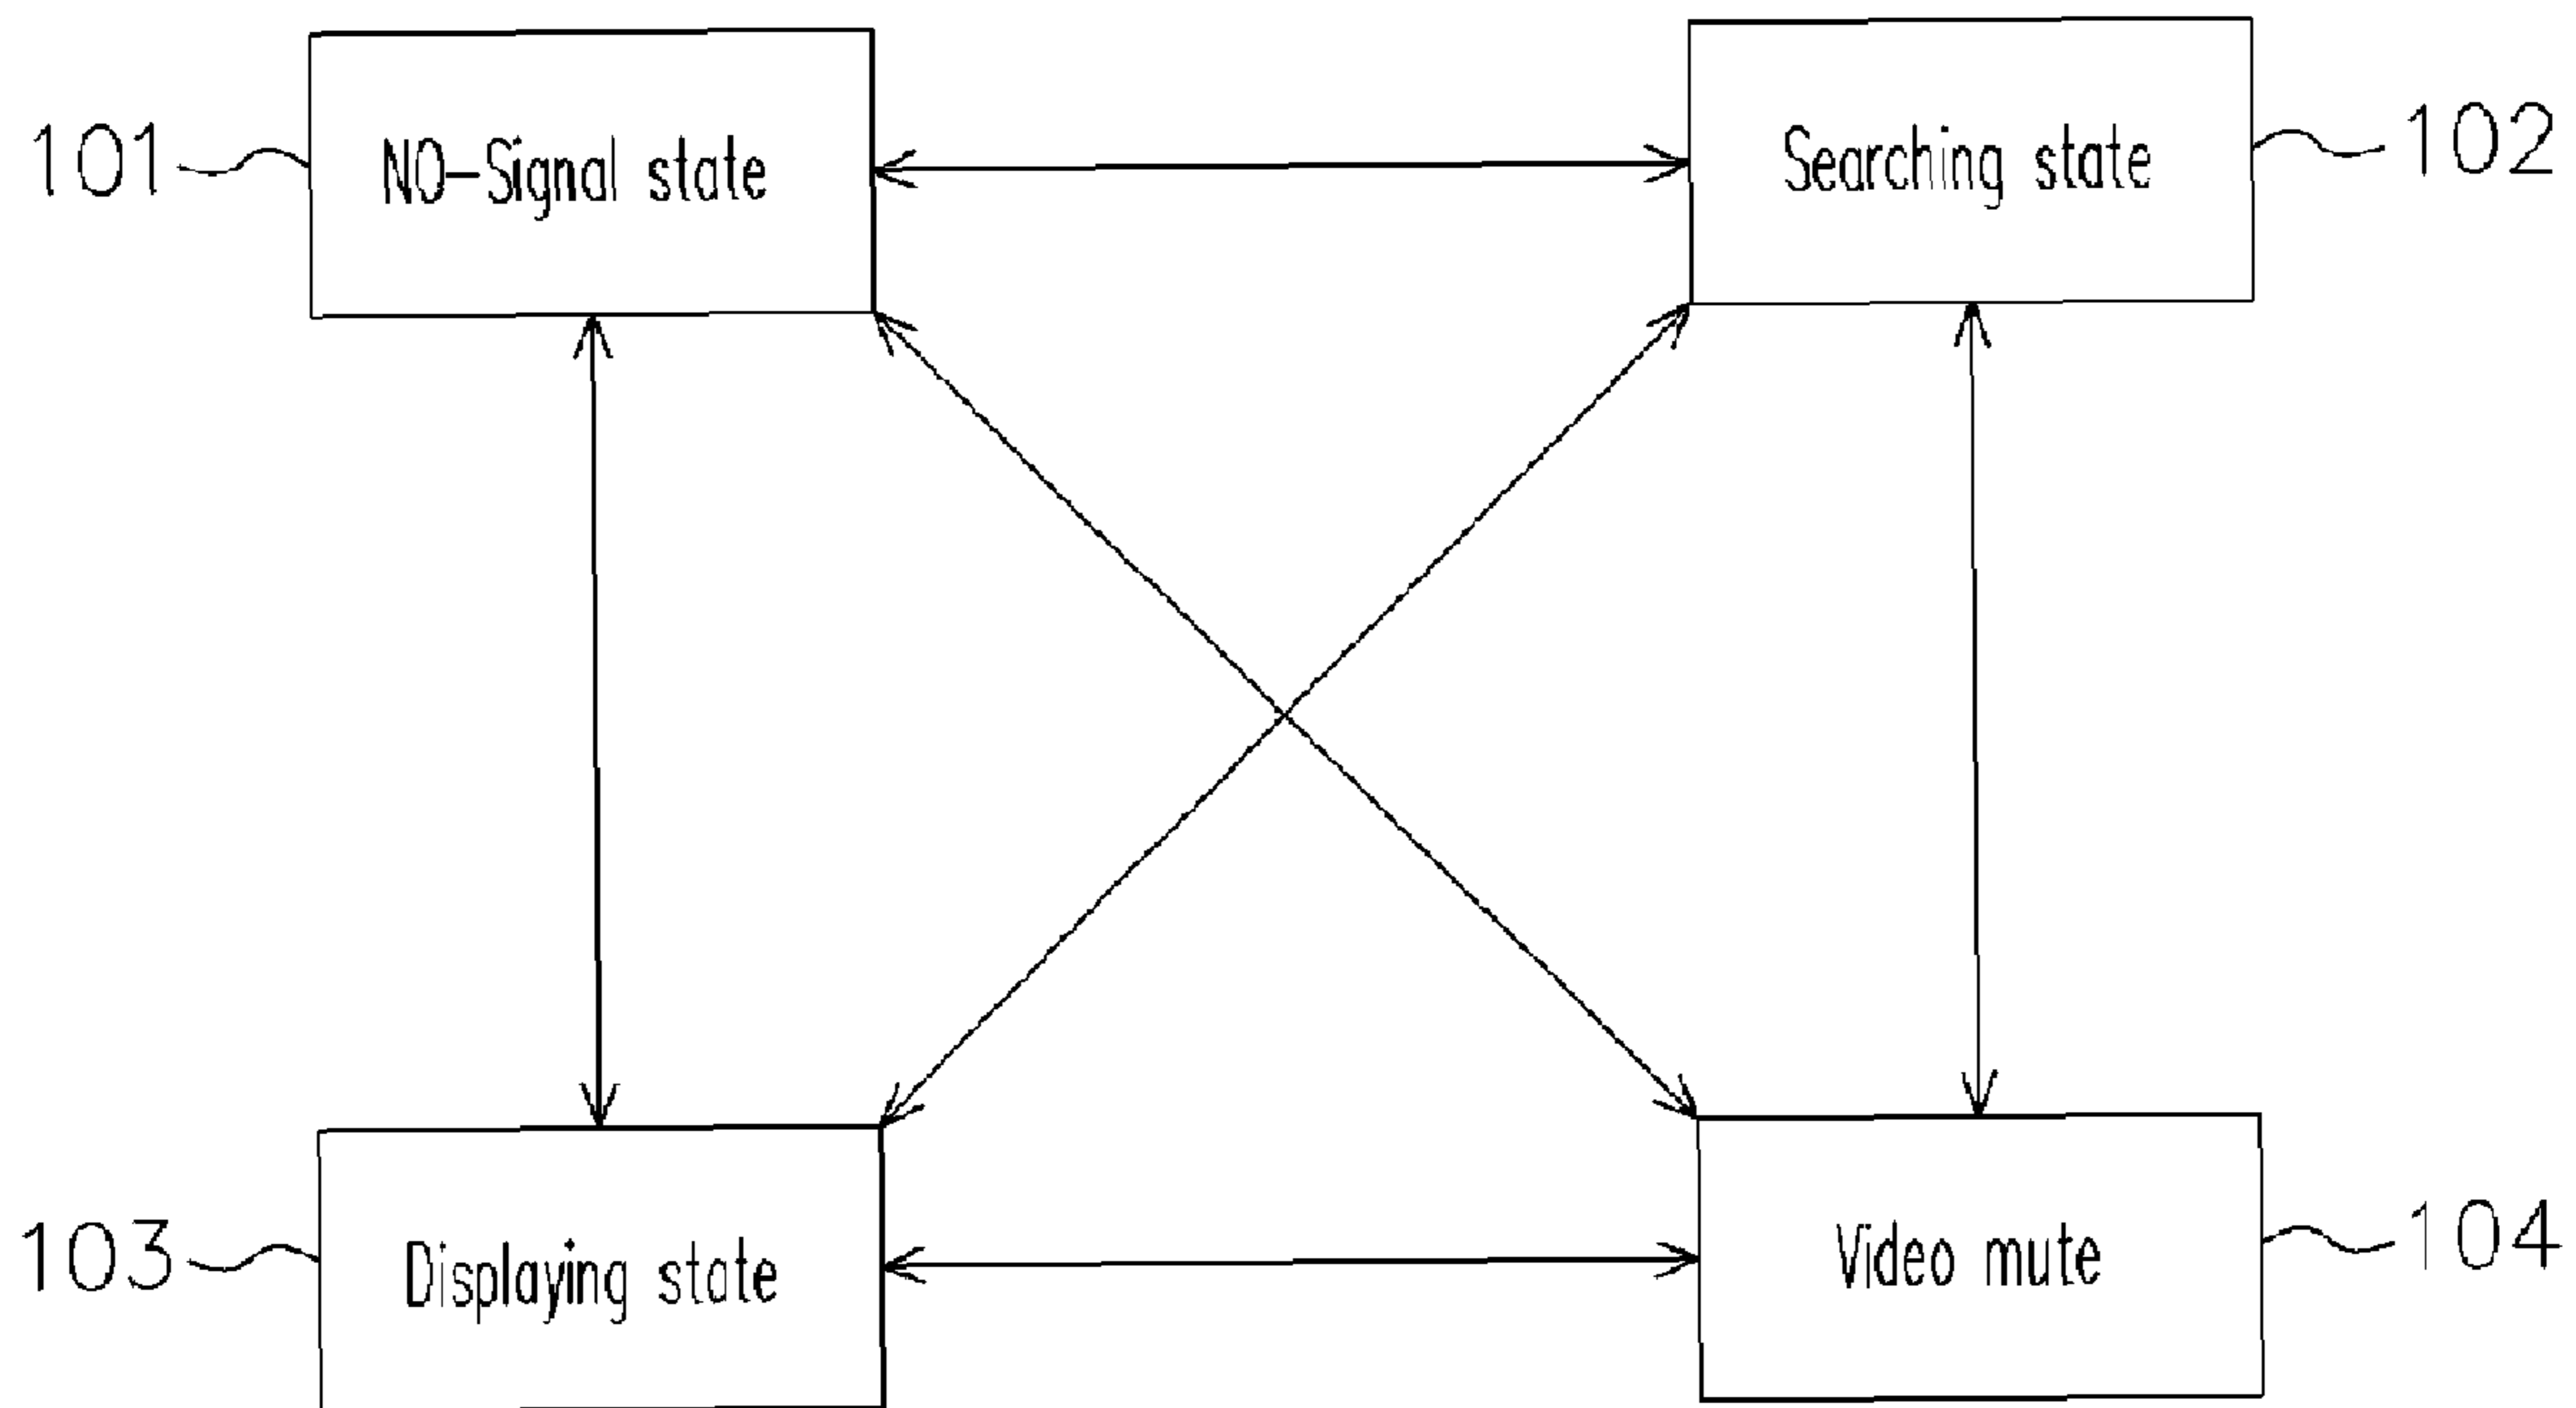 101
NO-Signal state
Searching state
102
103
Displaying state
Video mute
104